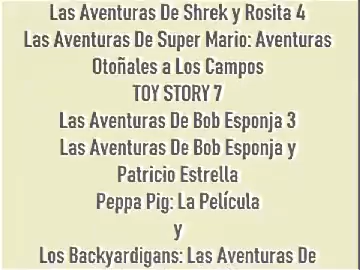 Las Aventuras De Shrek y Rosita 4
Las Aventuras De Super Mario: Aventuras
Otoñales a Los Campos
TOY STORY 7
Las Aventuras De Bob Esponja 3
Las Aventuras De Bob Esponja y
Patricio Estrella
Peppa Pig: La Película
y
Los Backyardigans: Las Aventuras De